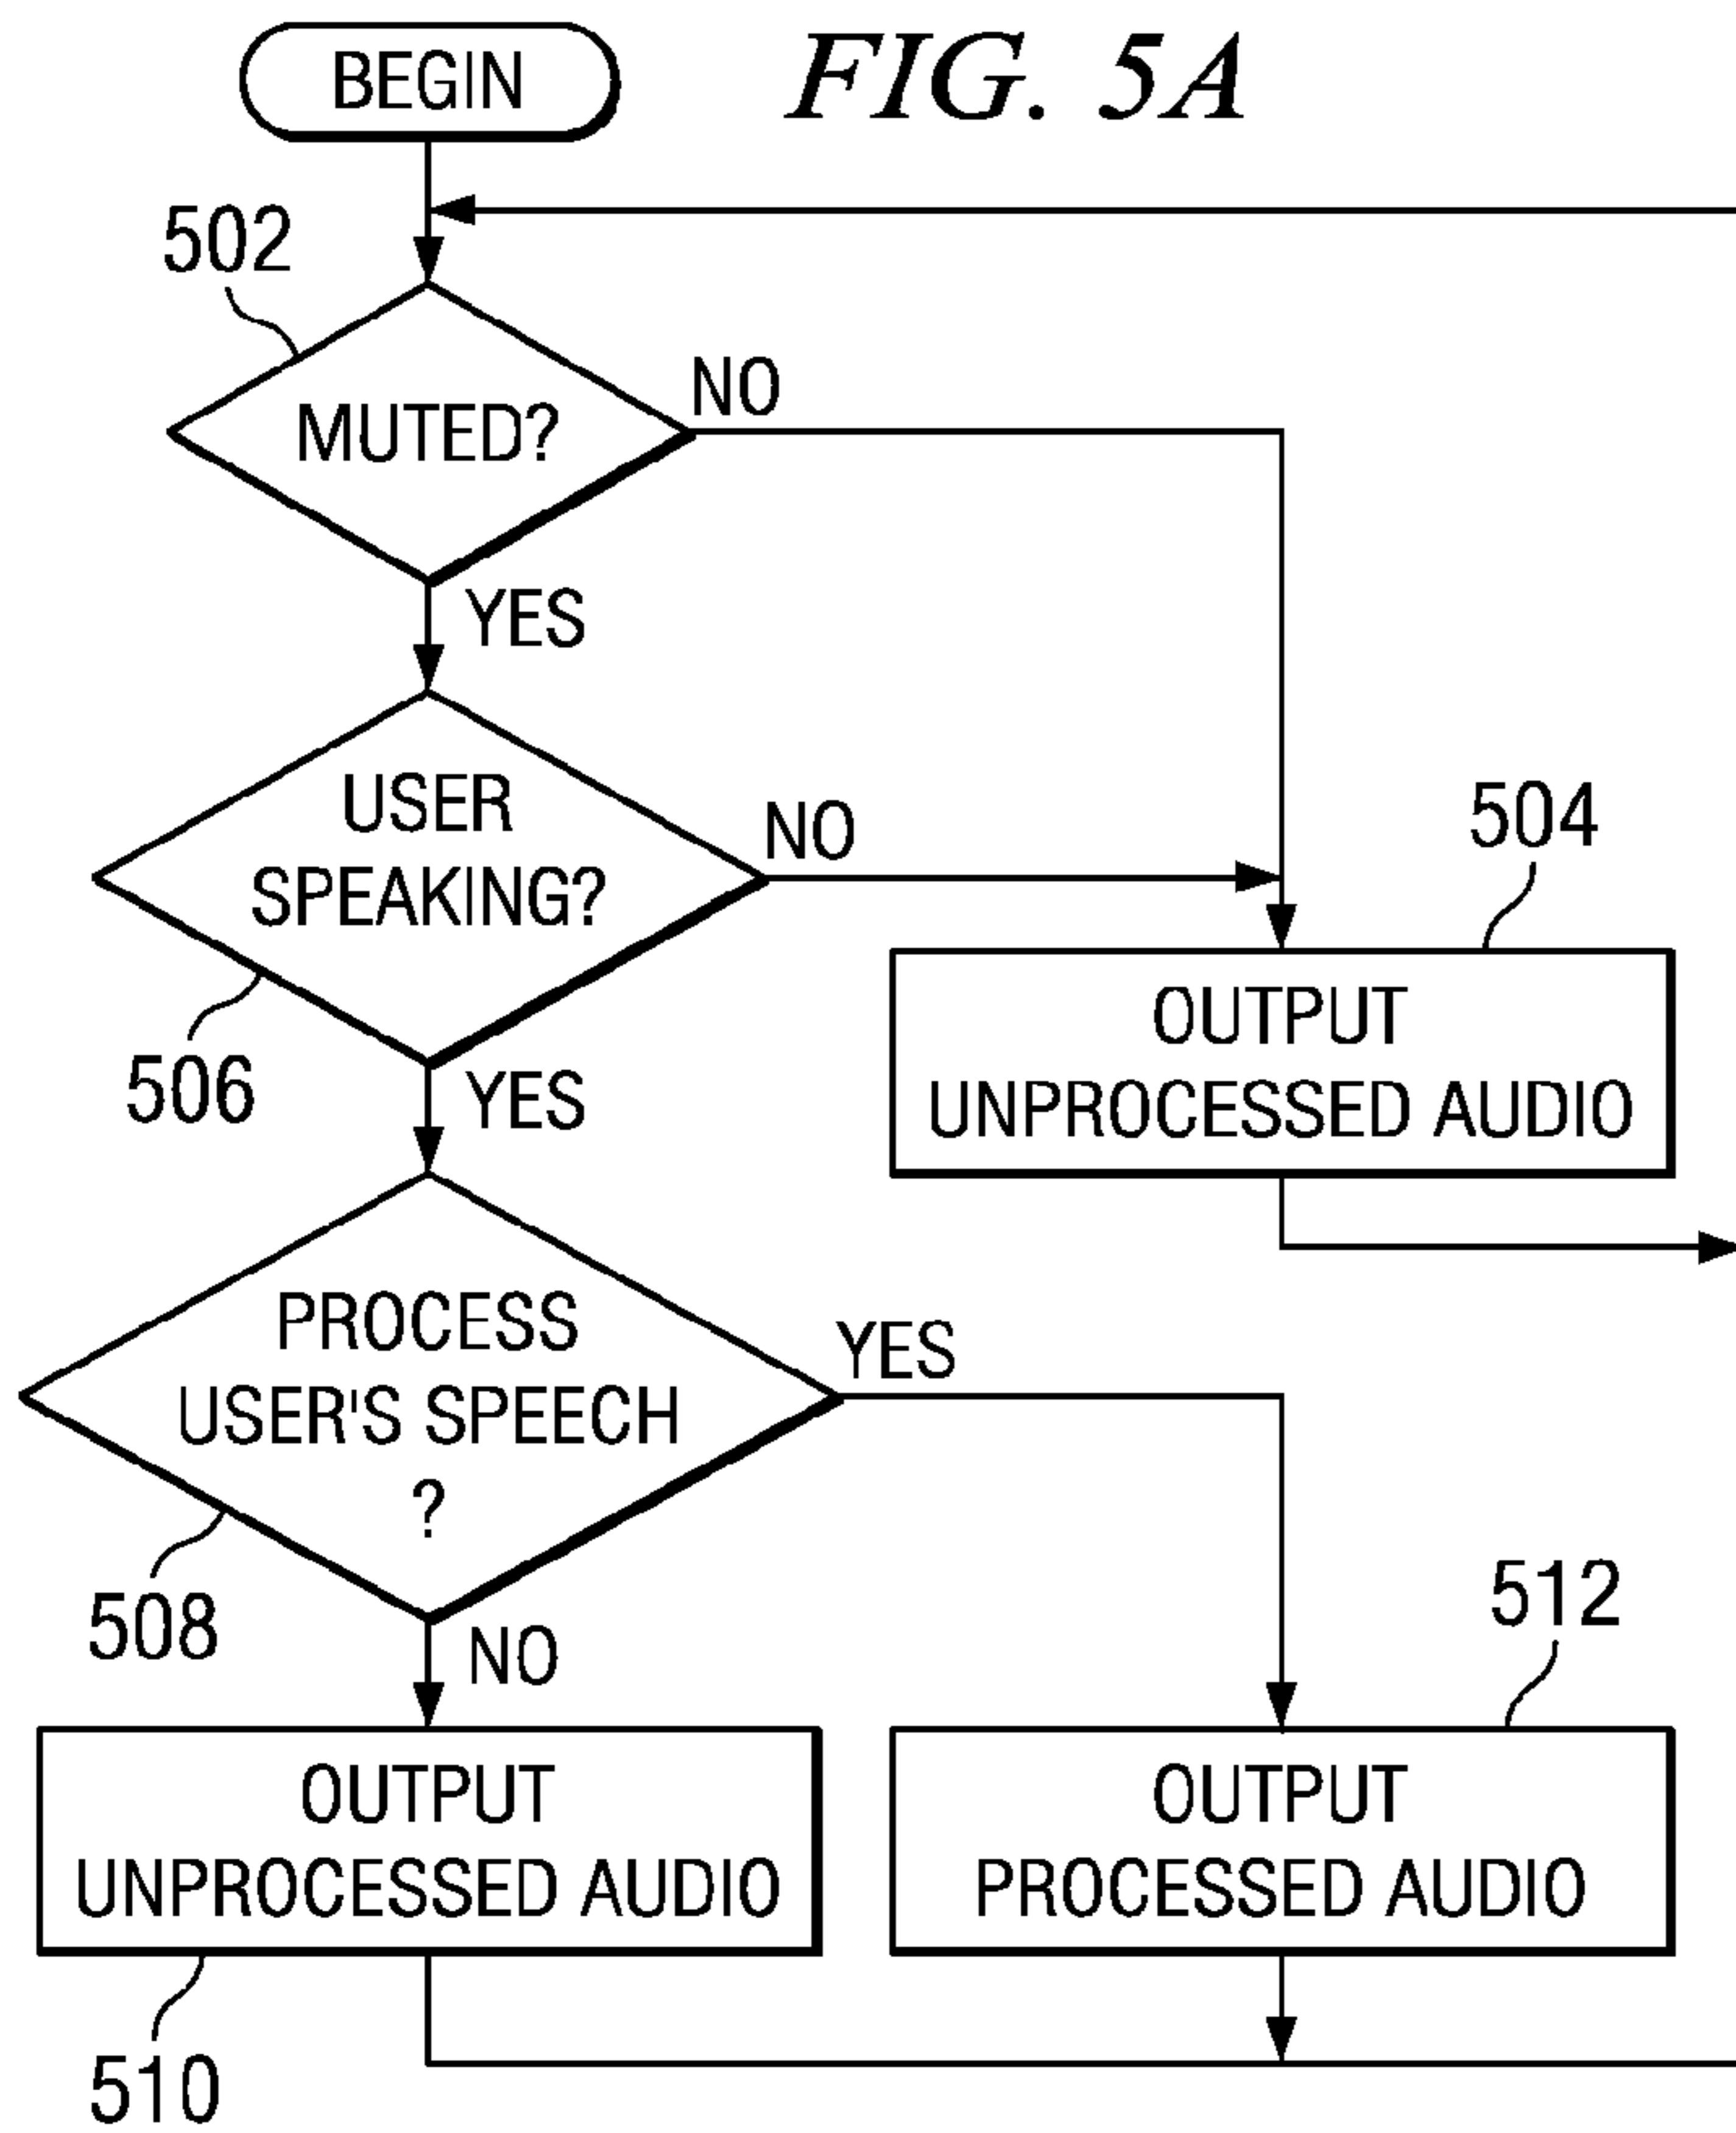 BEGIN
FIG. 5A
502
MUTED?
NO
YES
USER
SPEAKING?
NO
504
506
YES
OUTPUT
UNPROCESSED AUDIO
PROCESS
USER'S SPEECH
?
YES
508
NO
512
OUTPUT
UNPROCESSED AUDIO
OUTPUT
PROCESSED AUDIO
510